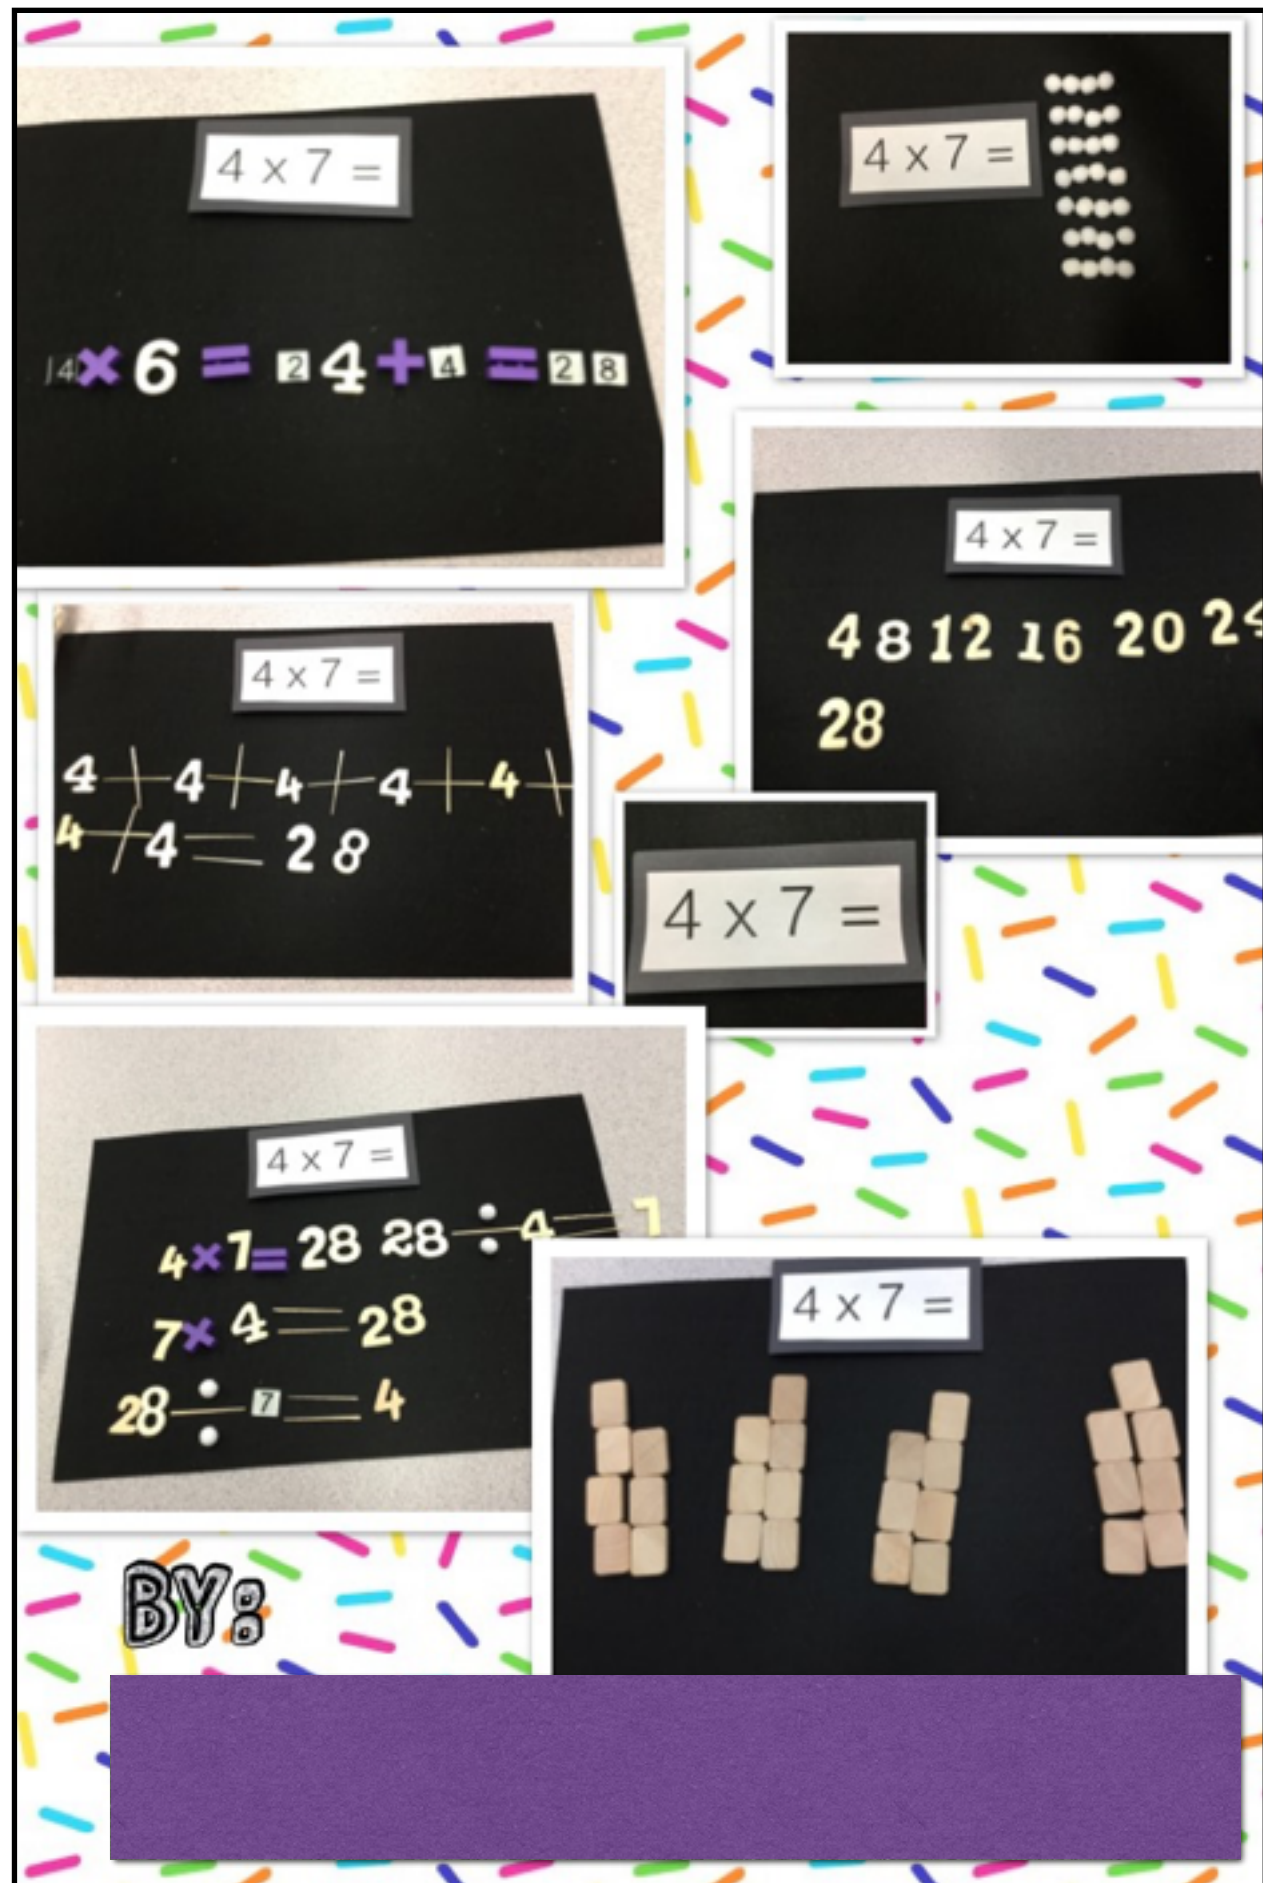 4 x 7 =
4 × 6 = 24 + 4 = 28
4 x 7 =
4 x 7 =
4 8 12 16 20 24
28
4 x 7 =
4 + 4 + 4 + 4 + 4 +
4 + 4 = 28
4 x 7 =
4 x 7 =
4 × 7 = 28 28 ÷ 4 = 7
7 × 4 = 28
28 ÷ 7 = 4
4 x 7 =
BY: